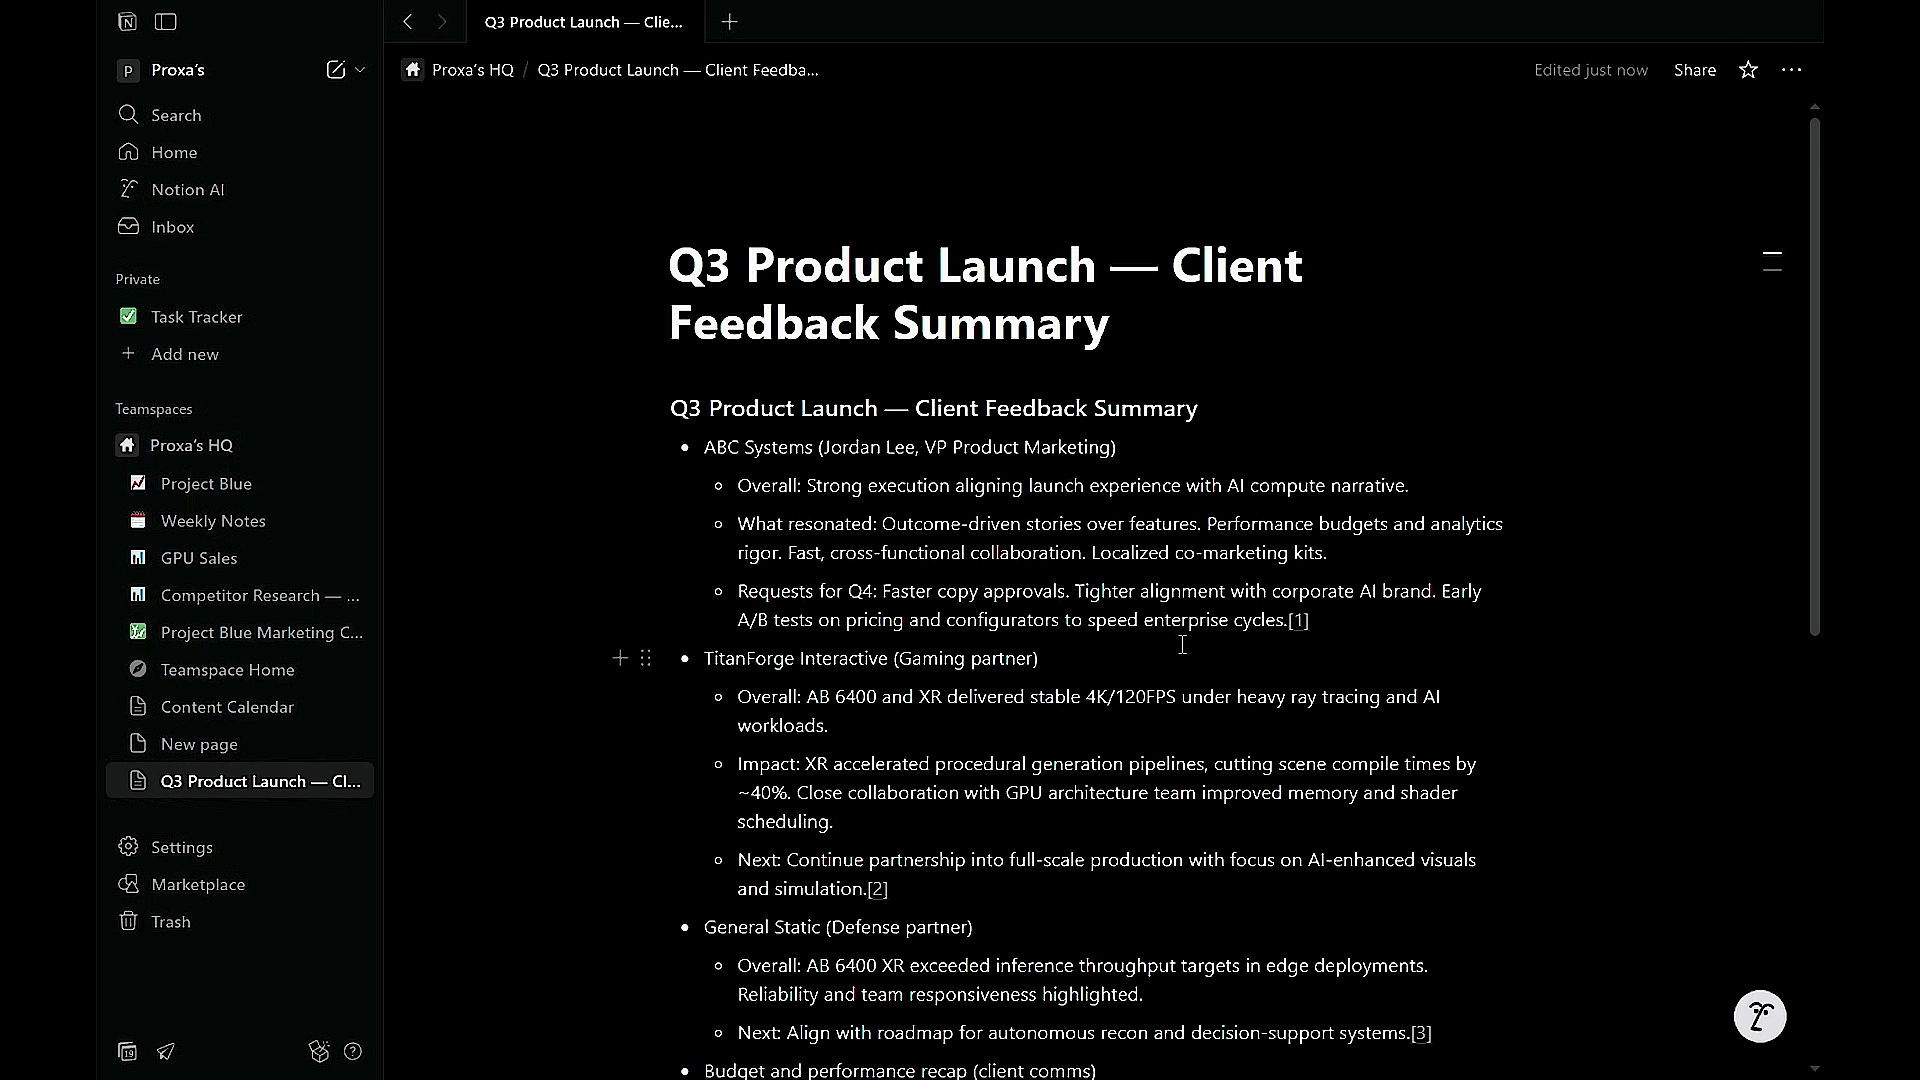 Q3 Product Launch — Clie...
Proxa's
Proxa's HQ / Q3 Product Launch — Client Feedba...
Edited just now
Share
Search
Home
Notion AI
Inbox
Private
Task Tracker
Add new
Teamspaces
Proxa's HQ
Project Blue
Weekly Notes
GPU Sales
Competitor Research — ...
Project Blue Marketing C...
Teamspace Home
Content Calendar
New page
Q3 Product Launch — Cl...
Settings
Marketplace
Trash
Q3 Product Launch — Client
Feedback Summary
Q3 Product Launch — Client Feedback Summary
• ABC Systems (Jordan Lee, VP Product Marketing)
◦ Overall: Strong execution aligning launch experience with AI compute narrative.
◦ What resonated: Outcome-driven stories over features. Performance budgets and analytics
rigor. Fast, cross-functional collaboration. Localized co-marketing kits.
◦ Requests for Q4: Faster copy approvals. Tighter alignment with corporate AI brand. Early
A/B tests on pricing and configurators to speed enterprise cycles.[1]
• TitanForge Interactive (Gaming partner)
◦ Overall: AB 6400 and XR delivered stable 4K/120FPS under heavy ray tracing and AI
workloads.
◦ Impact: XR accelerated procedural generation pipelines, cutting scene compile times by
~40%. Close collaboration with GPU architecture team improved memory and shader
scheduling.
◦ Next: Continue partnership into full-scale production with focus on AI-enhanced visuals
and simulation.[2]
• General Static (Defense partner)
◦ Overall: AB 6400 XR exceeded inference throughput targets in edge deployments.
Reliability and team responsiveness highlighted.
◦ Next: Align with roadmap for autonomous recon and decision-support systems.[3]
• Budget and performance recap (client comms)